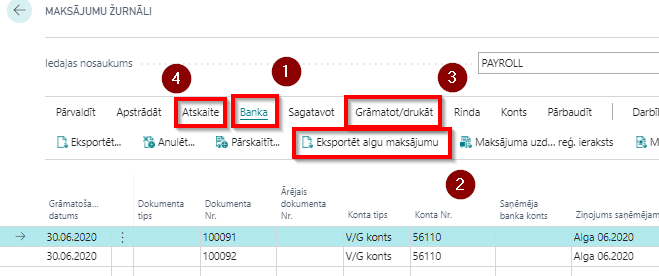 MAKSĀJUMU ŽURNĀLI
Iedaļas nosaukums PAYROLL
4 1 3
Pārvaldīt Apstrādāt Atskaite Banka Sagatavot Grāmatot/drukāt Rinda Konts Pārbaudīt Darbī
Eksportēt... Anulēt... Pārskaitīt... Eksportēt algu maksājumu Maksājuma uzd... reģ. ieraksts M
2
Grāmatoša... datums Dokumenta tips Dokumenta Nr. Ārējais dokumenta Nr. Konta tips Konta Nr. Saņēmēja banka konts Ziņojums saņēmējam
30.06.2020 100091 V/G konts 56110 Alga 06.2020
30.06.2020 100092 V/G konts 56110 Alga 06.2020